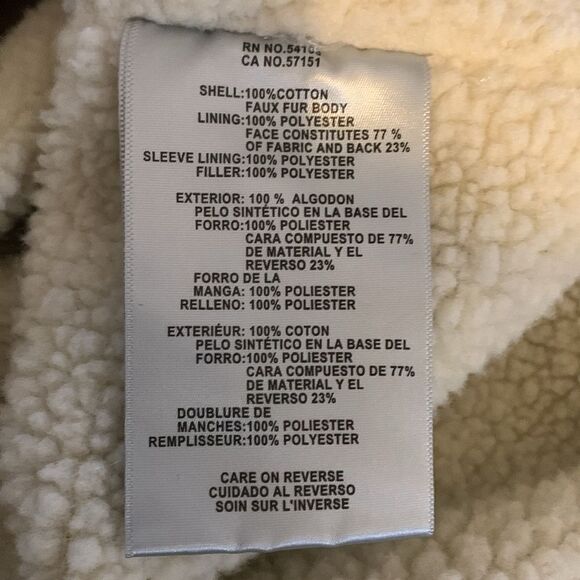 RN NO.
CA NO.57151
SHELL:100%COTTON
FAUX FUR BODY
LINING:100% POLYESTER
FACE CONSTITUTES 77 %
OF FABRIC AND BACK 23%
SLEEVE LINING:100% POLYESTER
FILLER:100% POLYESTER
EXTERIOR: 100 % ALGODON
PELO SINTÉTICO EN LA BASE DEL
FORRO:100% POLIESTER
CARA COMPUESTO DE 77%
DE MATERIAL Y EL
REVERSO 23%
FORRO DE LA
MANGA: 100% POLIESTER
RELLENO: 100% POLIESTER
EXTERIÉUR: 100% COTON
PELO SINTÉTICO EN LA BASE DEL
FORRO:100% POLIESTER
CARA COMPUESTO DE 77%
DE MATERIAL Y EL
REVERSO 23%
DOUBLURE DE
MANCHES:100% POLYESTER
REMPLISSEUR:100% POLYESTER
CARE ON REVERSE
CUIDADO AL REVERSO
SOIN SUR L'INVERSE